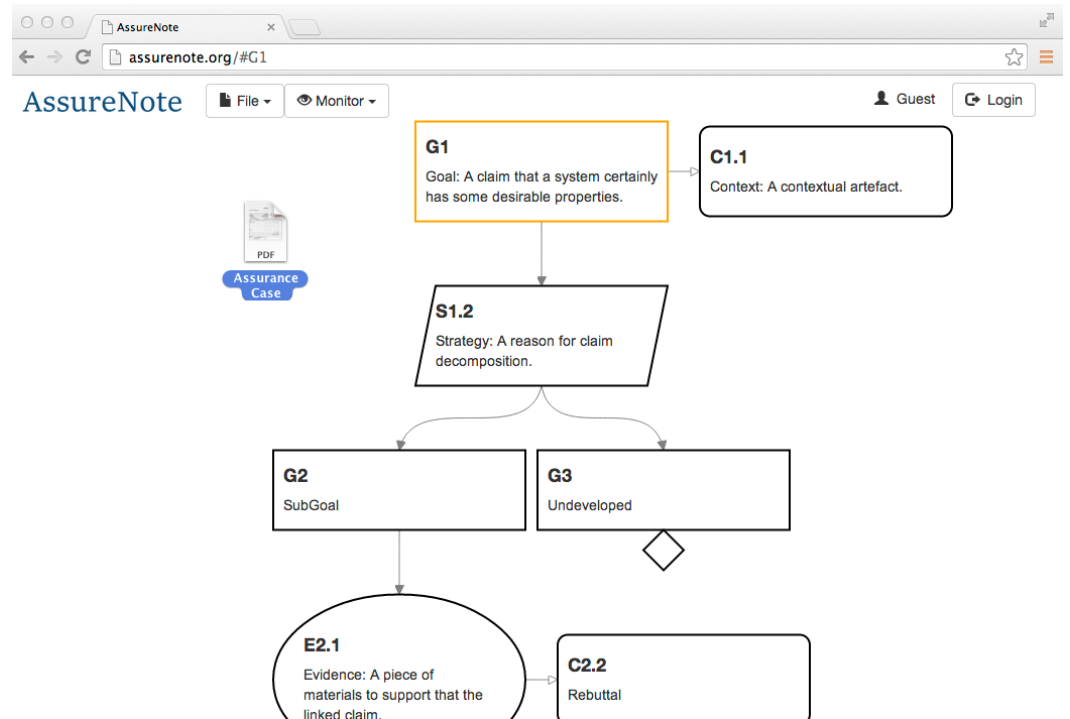 AssureNote
assurenote.org/#G1
AssureNote
File
Monitor
Guest
Login
G1
Goal: A claim that a system certainly
has some desirable properties.
C1.1
Context: A contextual artefact.
PDF
Assurance
Case
S1.2
Strategy: A reason for claim
decomposition.
G2
SubGoal
G3
Undeveloped
E2.1
Evidence: A piece of
materials to support that the
linked claim.
C2.2
Rebuttal